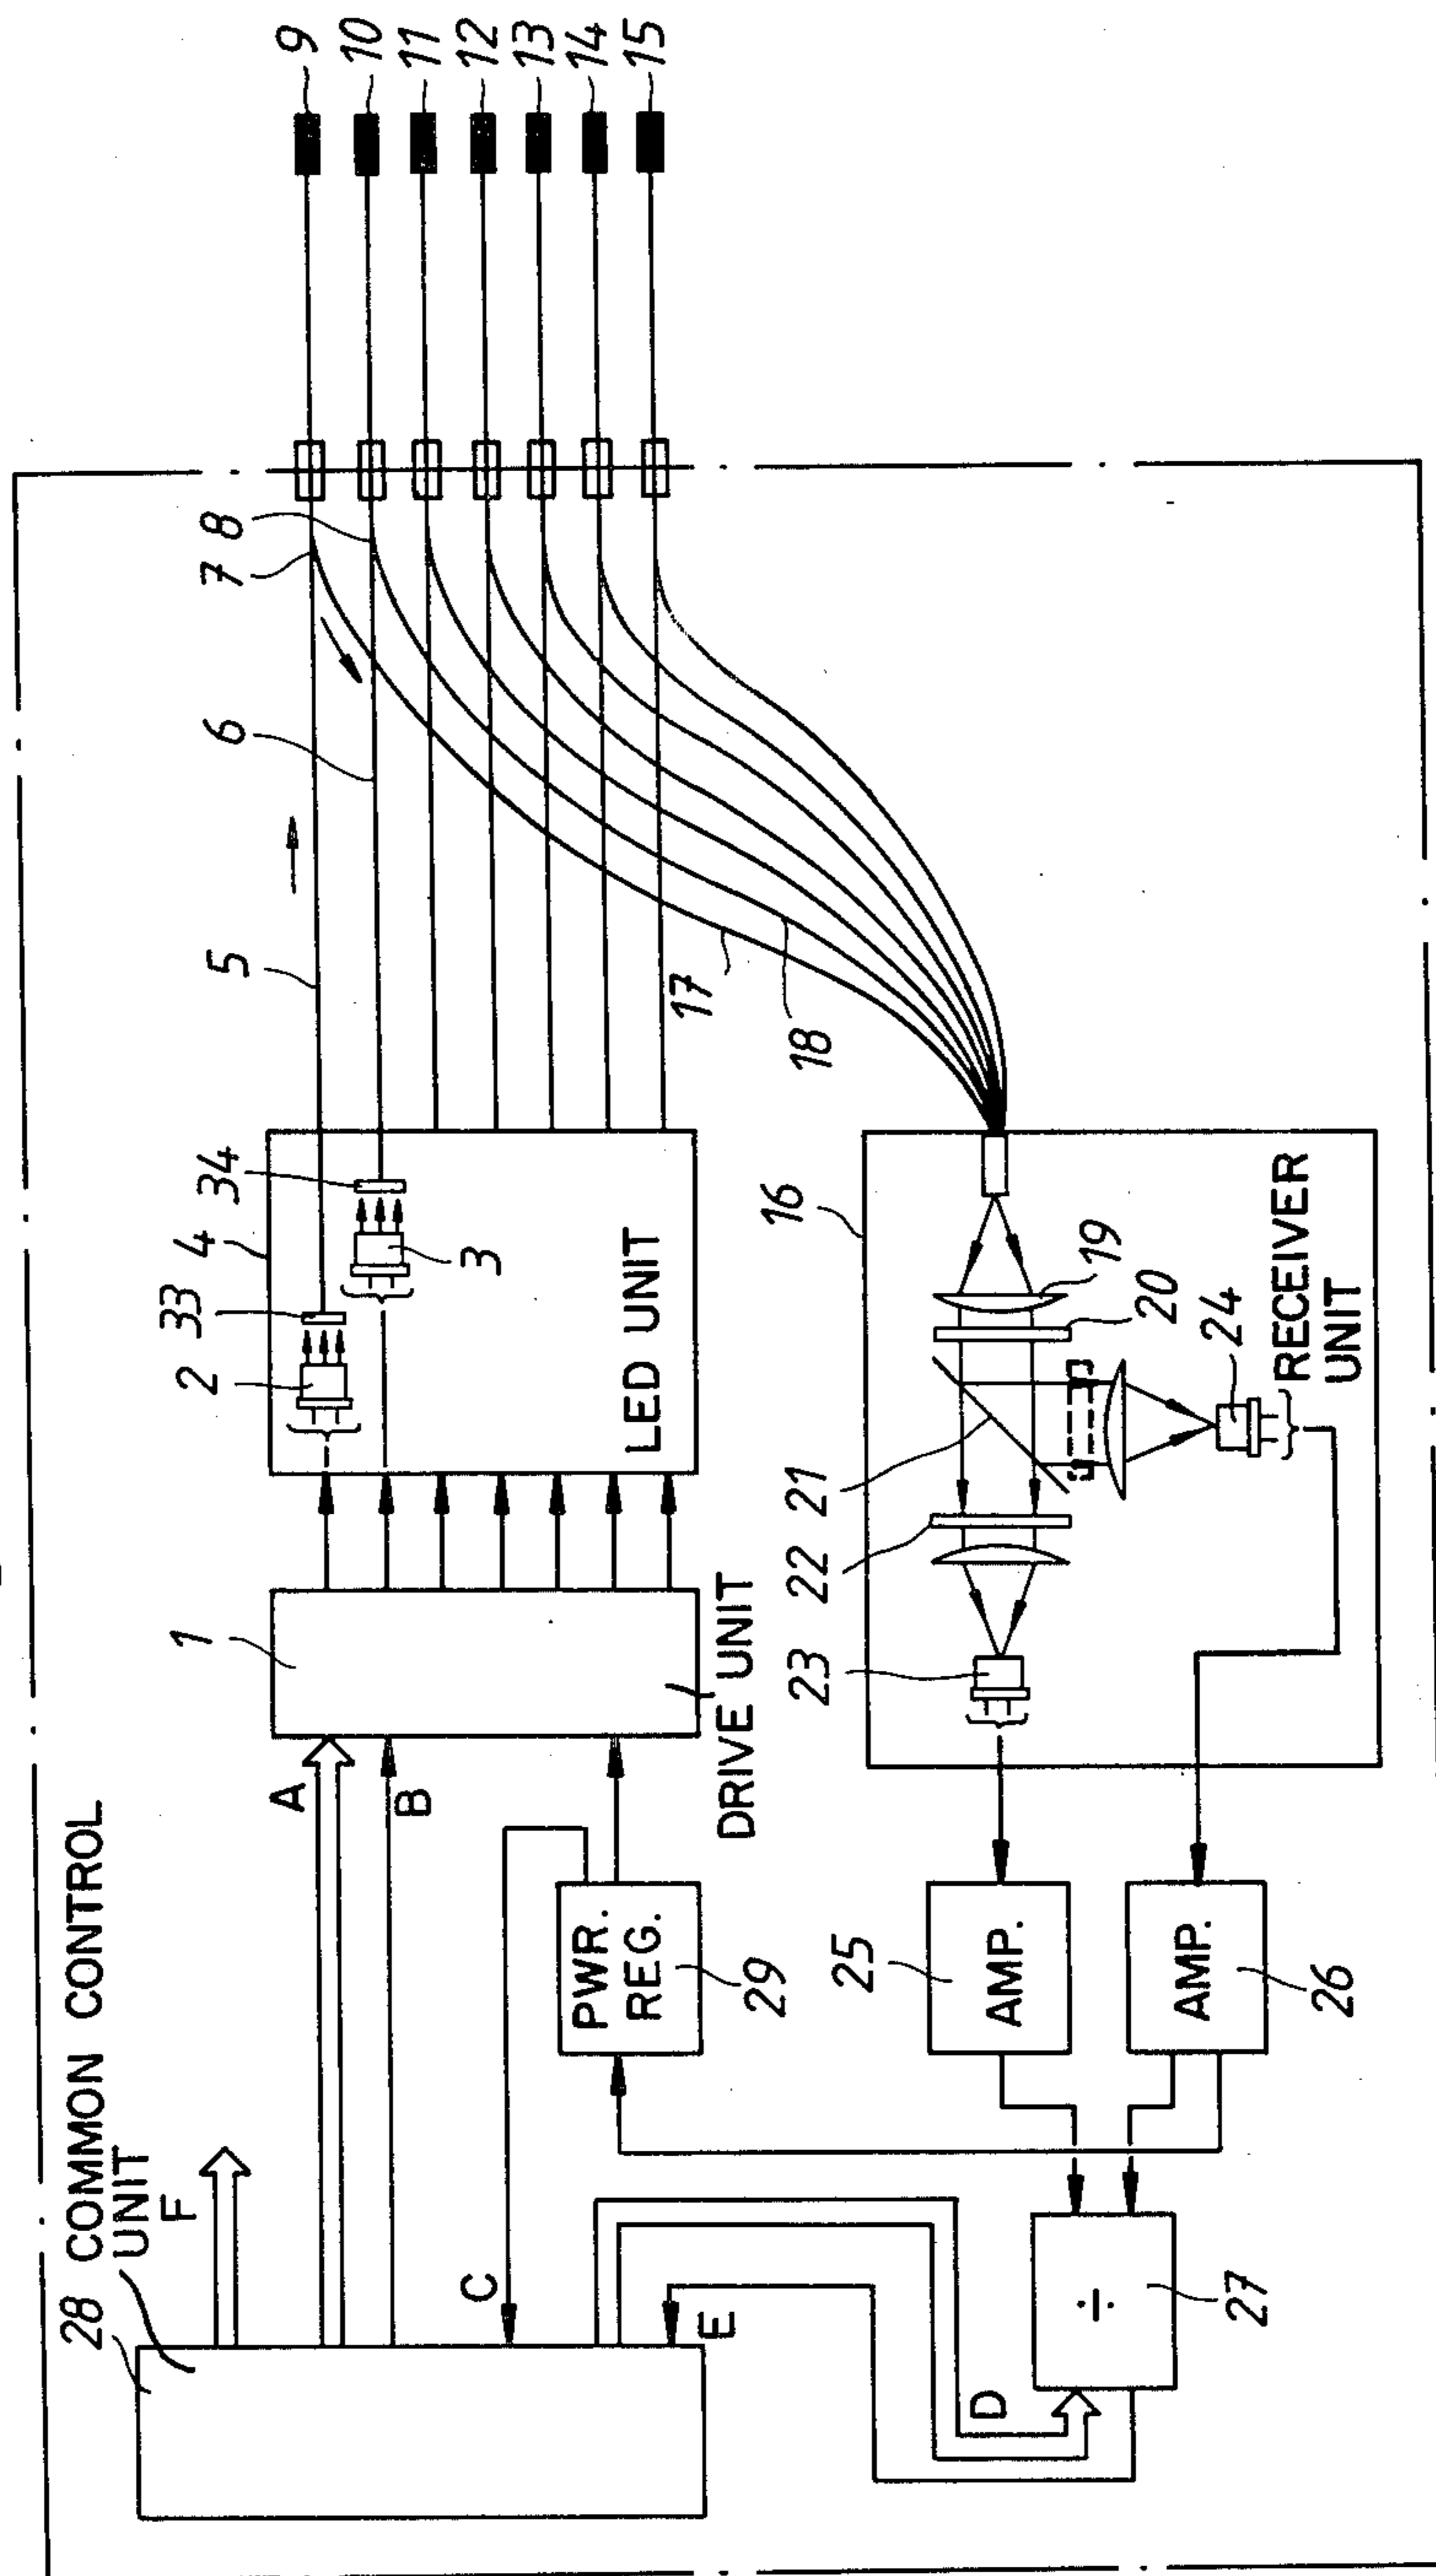 9
10
11
12
13
14
15
7
8
6
5
17
18
33
2
4
34
3
LED UNIT
1
DRIVE UNIT
A
B
28 COMMON CONTROL
UNIT
F
C
E
D
PWR.
REG.
29
16
19
20
21
22
23
24
RECEIVER
UNIT
25
AMP.
AMP.
26
÷
27